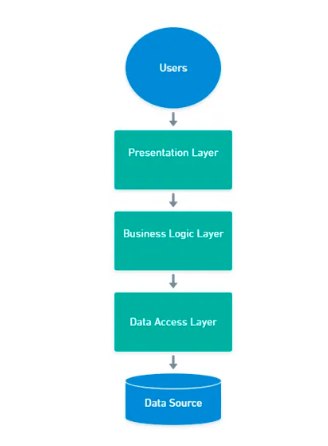 Users
Presentation Layer
Business Logic Layer
Data Access Layer
Data Source